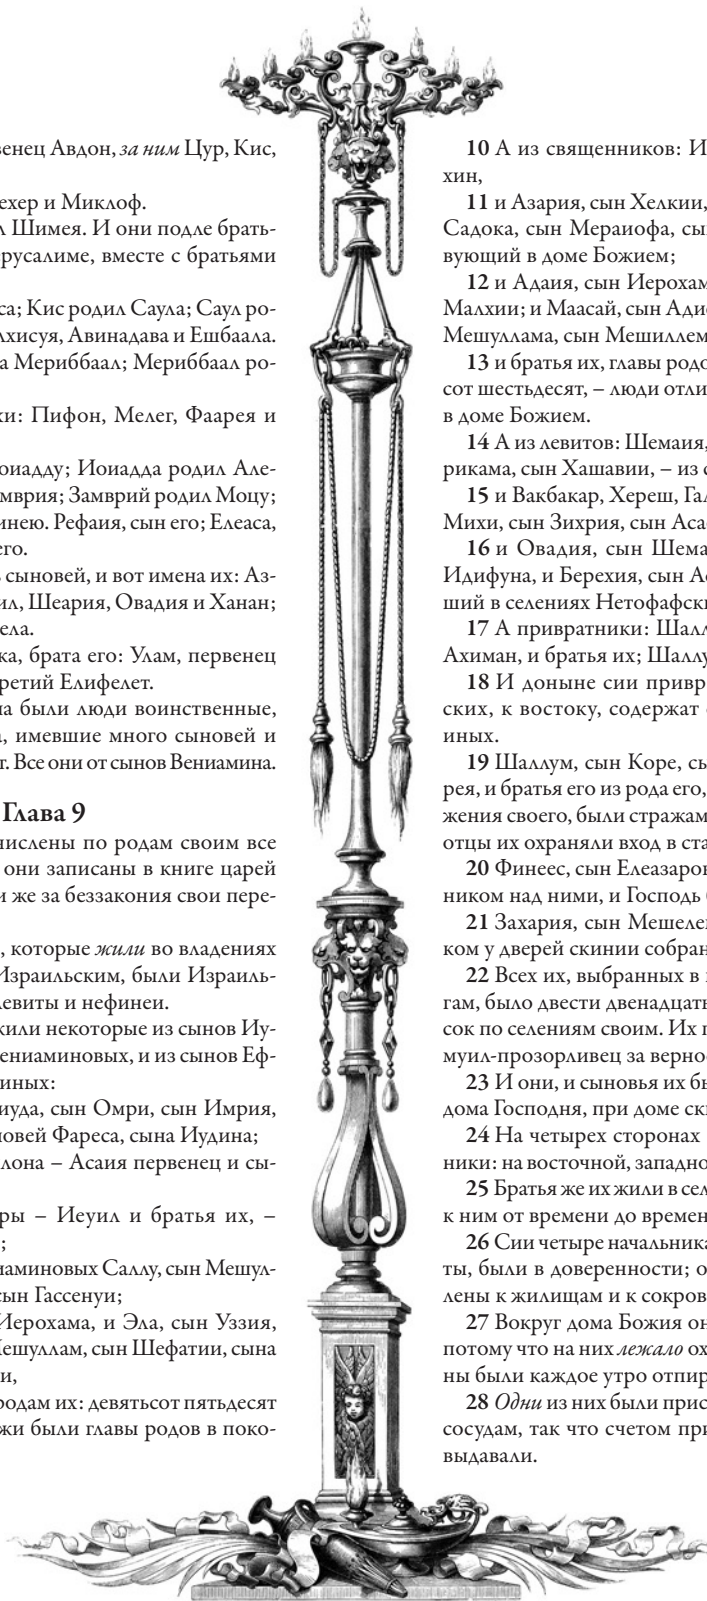 венец Авдон, за ним Цур, Кис,
ехер и Миклоф.
л Шимея. И они подле брать-
ерусалиме, вместе с братьями
са; Кис родил Саула; Саул ро-
лхисуя, Авинадава и Ешбаала.
а Мериббаал; Мериббаал ро-
хи: Пифон, Мелег, Фаарея и
оиадду; Иоиадда родил Але-
мврия; Замврий родил Моцу;
инею. Рефаия, сын его; Елеаса,
его.
ь сыновей, и вот имена их: Аз-
ил, Шеария, Овадия и Ханан;
ела.
ка, брата его: Улам, первенец
ретий Елифелет.
ма были люди воинственные,
а, имевшие много сыновей и
т. Все они от сынов Вениамина.
Глава 9
числены по родам своим все
они записаны в книге царей
и же за беззакония свои пере-
, которые жили во владениях
Израильским, были Израиль-
левиты и нефинеи.
жили некоторые из сынов Иу-
ениаминовых, и из сынов Еф-
иных:
иуда, сын Омри, сын Имрия,
новей Фареса, сына Иудина;
лона – Асаия первенец и сы-
ры – Иеуил и братья их, –
;
иаминовых Саллу, сын Мешул-
сын Гассенуи;
Иерохама, и Эла, сын Уззия,
Мешуллам, сын Шефатии, сына
и,
родам их: девятьсот пятьдесят
жи были главы родов в поко-
10 А из священников: И
хин,
11 и Азария, сын Хелкии,
Садока, сын Мераиофа, сы
вующий в доме Божием;
12 и Адаия, сын Иерохам
Малхии; и Маасай, сын Адие
Мешуллама, сын Мешиллем
13 и братья их, главы родо
сот шестьдесят, – люди отли
в доме Божием.
14 А из левитов: Шемаия,
рикама, сын Хашавии, – из с
15 и Вакбакар, Хереш, Гал
Михи, сын Зихрия, сын Аса
16 и Овадия, сын Шема
Идифуна, и Берехия, сын Ас
ший в селениях Нетофафски
17 А привратники: Шалл
Ахиман, и братья их; Шаллу
18 И доныне сии привр
ских, к востоку, содержат
иных.
19 Шаллум, сын Коре, сы
рея, и братья его из рода его,
жения своего, были стражам
отцы их охраняли вход в ста
20 Финеес, сын Елеазаров
ником над ними, и Господь
21 Захария, сын Мешелем
ком у дверей скинии собран
22 Всех их, выбранных в
гам, было двести двенадцать
сок по селениям своим. Их п
муил-прозорливец за вернос
23 И они, и сыновья их бы
дома Господня, при доме ск
24 На четырех сторонах
ники: на восточной, западно
25 Братья же их жили в сел
к ним от времени до времен
26 Сии четыре начальника
ты, были в доверенности; о
лены к жилищам и к сокров
27 Вокруг дома Божия он
потому что на них лежало ох
ны были каждое утро отпир
28 Одни из них были прис
сосудам, так что счетом при
выдавали.